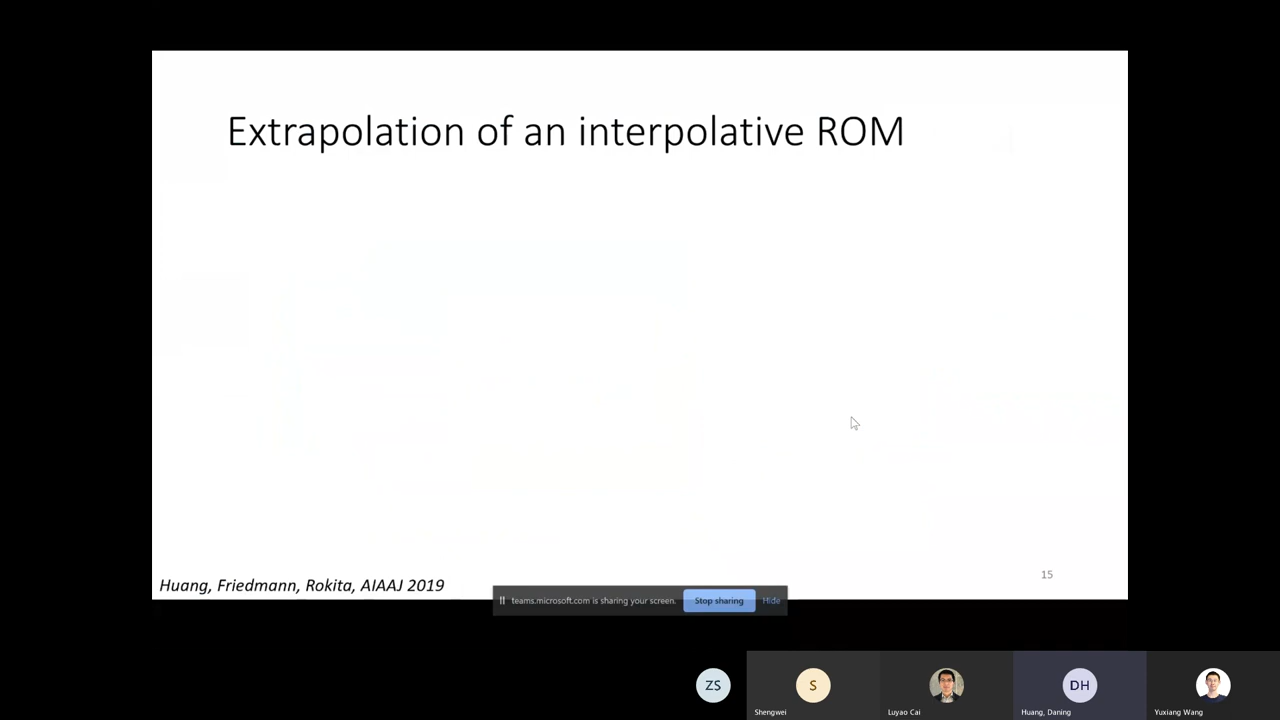 Extrapolation of an interpolative ROM
Huang, Friedmann, Rokita, AIAAJ 2019
15
teams.microsoft.com is sharing your screen.
Stop sharing
Hide
ZS
S
DH
Shengwei
Luyao Cai
Huang, Daning
Yuxiang Wang